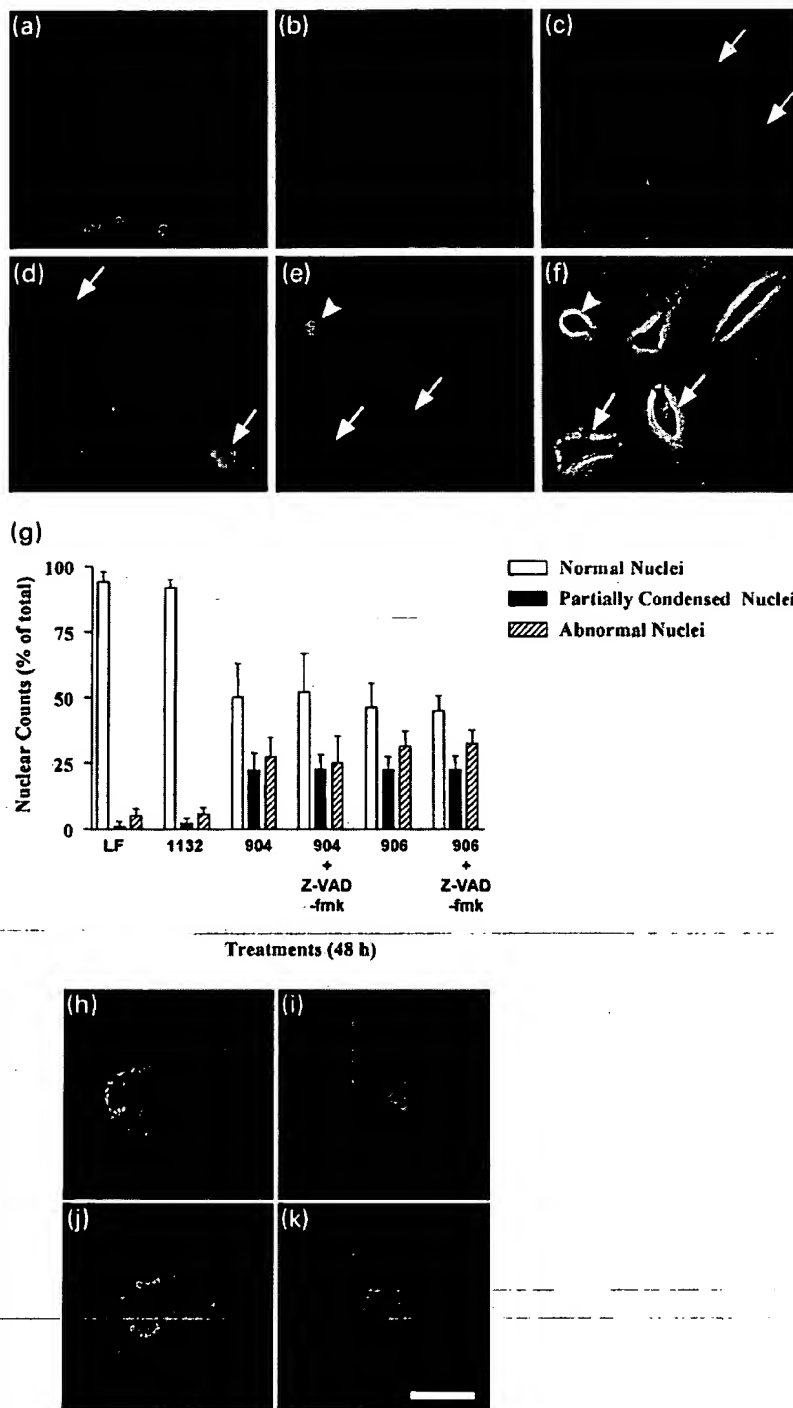 (a)
(b)
(c)
(d)
(e)
(f)
(g)
Nuclear Counts (% of total)
100
75
50
25
0
LF
1132
904
904
+
Z-VAD
-fmk
906
906
+
Z-VAD
-fmk
Treatments (48 h)
Normal Nuclei
Partially Condensed Nuclei
Abnormal Nuclei
(h)
(i)
(j)
(k)